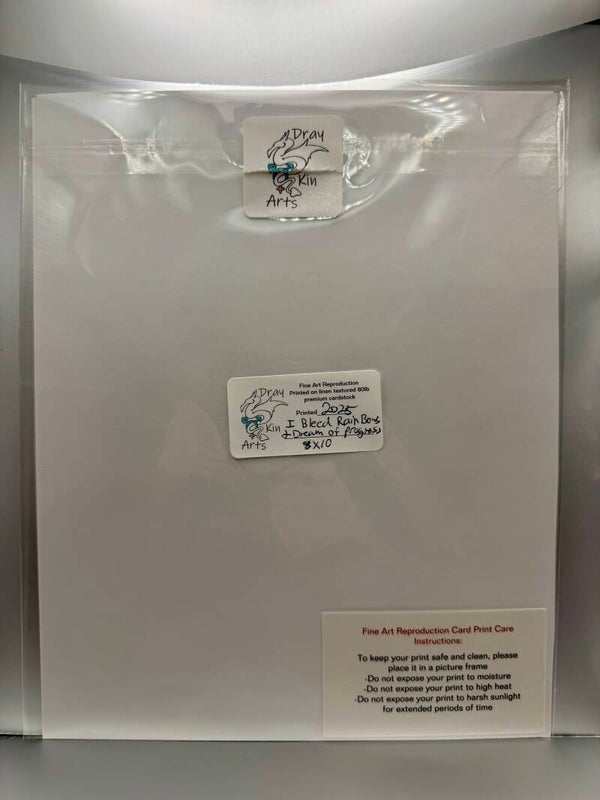 Dray
Kin
Arts
Dray
Kin
Arts
Fine Art Reproduction
Printed on linen textured 80lb
premium cardstock
Printed 2025
I Bleed RainBows
+ Dream of Progress
8X10
Fine Art Reproduction Card Print Care
Instructions:
To keep your print safe and clean, please
place it in a picture frame
-Do not expose your print to moisture
-Do not expose your print to high heat
-Do not expose your print to harsh sunlight
for extended periods of time